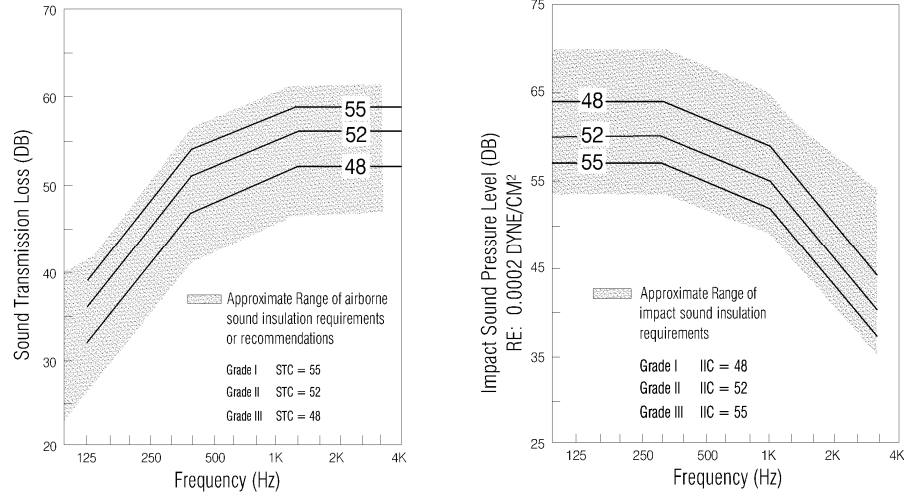 70
60
50
40
30
20
Sound Transmission Loss (DB)
55
52
48
Approximate Range of airborne
sound insulation requirements
or recommendations
Grade I STC = 55
Grade II STC = 52
Grade III STC = 48
125 250 500 1K 2K 4K
Frequency (Hz)
75
65
55
45
35
25
Impact Sound Pressure Level (DB)
RE: 0.0002 DYNE/CM²
48
52
55
Approximate Range of
impact sound insulation
requirements
Grade I IIC = 48
Grade II IIC = 52
Grade III IIC = 55
125 250 500 1K 2K 4K
Frequency (Hz)